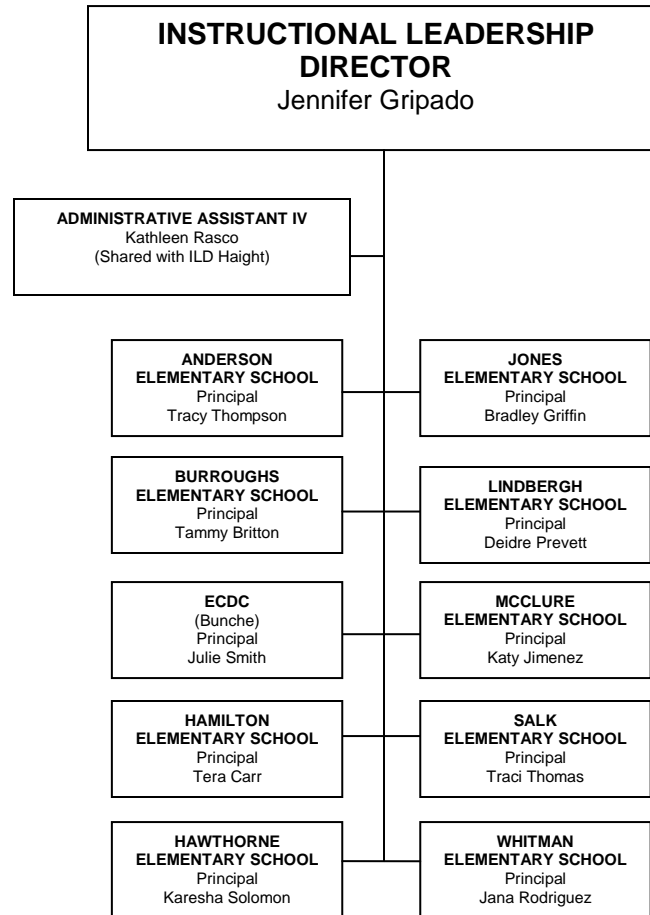 INSTRUCTIONAL LEADERSHIP
DIRECTOR
Jennifer Gripado
ADMINISTRATIVE ASSISTANT IV
Kathleen Rasco
(Shared with ILD Haight)
ANDERSON
ELEMENTARY SCHOOL
Principal
Tracy Thompson
JONES
ELEMENTARY SCHOOL
Principal
Bradley Griffin
BURROUGHS
ELEMENTARY SCHOOL
Principal
Tammy Britton
LINDBERGH
ELEMENTARY SCHOOL
Principal
Deidre Prevett
ECDC
(Bunche)
Principal
Julie Smith
MCCLURE
ELEMENTARY SCHOOL
Principal
Katy Jimenez
HAMILTON
ELEMENTARY SCHOOL
Principal
Tera Carr
SALK
ELEMENTARY SCHOOL
Principal
Traci Thomas
HAWTHORNE
ELEMENTARY SCHOOL
Principal
Karesha Solomon
WHITMAN
ELEMENTARY SCHOOL
Principal
Jana Rodriguez